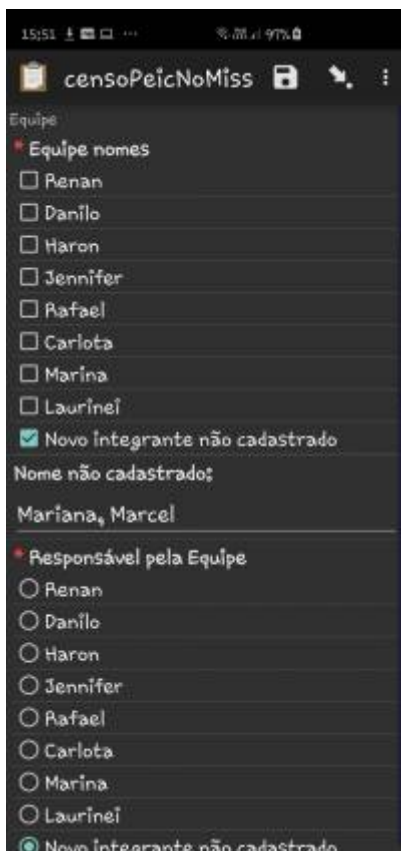 15:51 97%
censoPeicNoMiss
Equipe
* Equipe nomes
Renan
Danilo
Haron
Jennifer
Rafael
Carlota
Marina
Laurinei
Novo integrante não cadastrado
Nome não cadastrado:
Mariana, Marcel
* Responsável pela Equipe
Renan
Danilo
Haron
Jennifer
Rafael
Carlota
Marina
Laurinei
Novo integrante não cadastrado